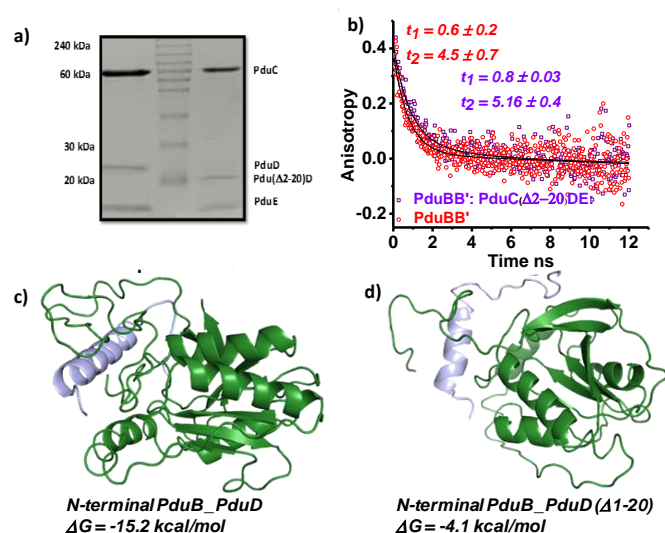 a)
240 kDa
60 kDa
30 kDa
20 kDa
PduC
PduD
Pdu(Δ2-20)D
PduE
b)
t1 = 0.6 ± 0.2
t2 = 4.5 ± 0.7
t1 = 0.8 ± 0.03
t2 = 5.16 ± 0.4
Anisotropy
0.4
0.2
0.0
-0.2
PduBB': PduC(Δ2–20)DE
PduBB'
0 2 4 6 8 10 12
Time ns
c)
N-terminal PduB_PduD
ΔG = -15.2 kcal/mol
d)
N-terminal PduB_PduD (Δ1-20)
ΔG = -4.1 kcal/mol